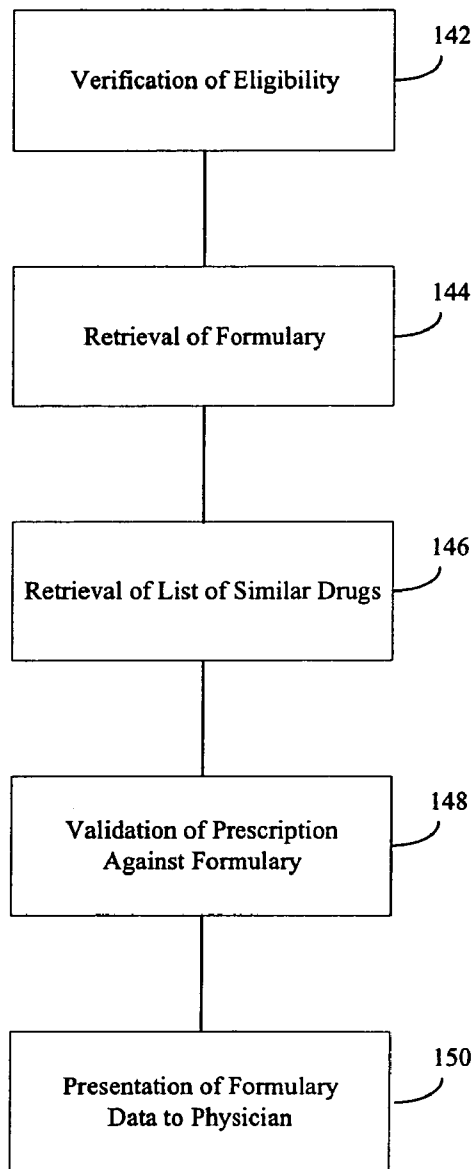 142
Verification of Eligibility
144
Retrieval of Formulary
146
Retrieval of List of Similar Drugs
148
Validation of Prescription
Against Formulary
150
Presentation of Formulary
Data to Physician